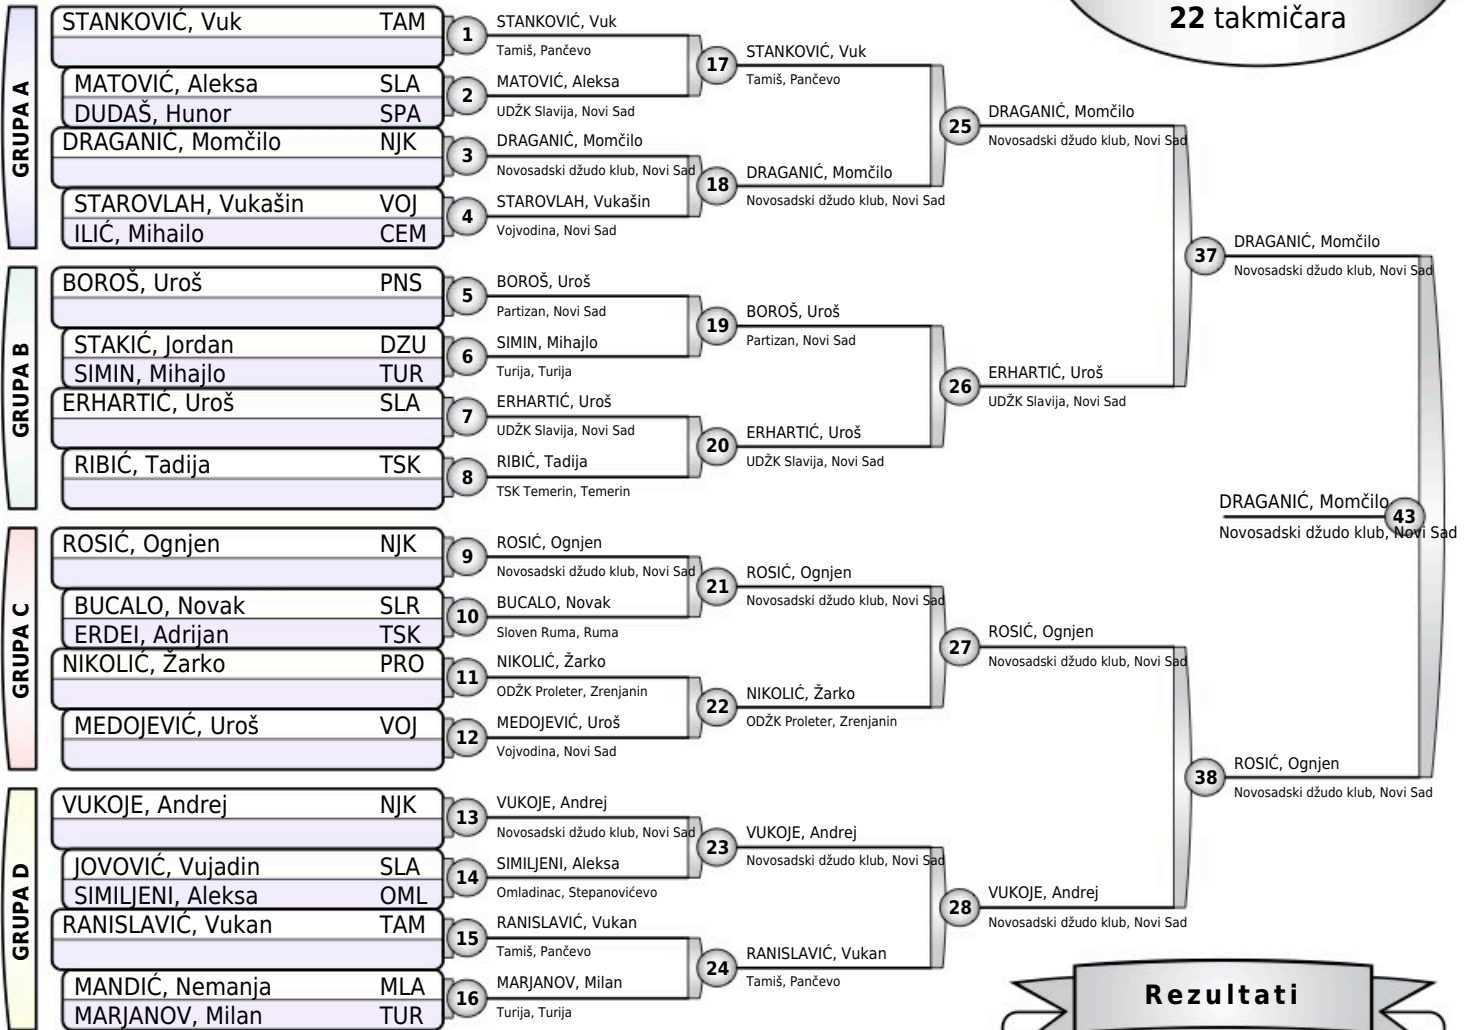 22 takmičara
GRUPA A
STANKOVIĆ, Vuk TAM
MATOVIĆ, Aleksa SLA
DUDAŠ, Hunor SPA
DRAGANIĆ, Momčilo NJK
STAROVLAH, Vukašin VOJ
ILIĆ, Mihailo CEM
GRUPA B
BOROŠ, Uroš PNS
STAKIĆ, Jordan DZU
SIMIN, Mihajlo TUR
ERHARTIĆ, Uroš SLA
RIBIĆ, Tadija TSK
GRUPA C
ROSIĆ, Ognjen NJK
BUCALO, Novak SLR
ERDEI, Adrijan TSK
NIKOLIĆ, Žarko PRO
MEDOJEVIĆ, Uroš VOJ
GRUPA D
VUKOJE, Andrej NJK
JOVOVIĆ, Vujadin SLA
SIMILJENI, Aleksa OML
RANISLAVIĆ, Vukan TAM
MANDIĆ, Nemanja MLA
MARJANOV, Milan TUR
1 STANKOVIĆ, Vuk
Tamiš, Pančevo
2 MATOVIĆ, Aleksa
UDŽK Slavija, Novi Sad
3 DRAGANIĆ, Momčilo
Novosadski džudo klub, Novi Sad
4 STAROVLAH, Vukašin
Vojvodina, Novi Sad
5 BOROŠ, Uroš
Partizan, Novi Sad
6 SIMIN, Mihajlo
Turija, Turija
7 ERHARTIĆ, Uroš
UDŽK Slavija, Novi Sad
8 RIBIĆ, Tadija
TSK Temerin, Temerin
9 ROSIĆ, Ognjen
Novosadski džudo klub, Novi Sad
10 BUCALO, Novak
Sloven Ruma, Ruma
11 NIKOLIĆ, Žarko
ODŽK Proleter, Zrenjanin
12 MEDOJEVIĆ, Uroš
Vojvodina, Novi Sad
13 VUKOJE, Andrej
Novosadski džudo klub, Novi Sad
14 SIMILJENI, Aleksa
Omladinac, Stepanovićevo
15 RANISLAVIĆ, Vukan
Tamiš, Pančevo
16 MARJANOV, Milan
Turija, Turija
17 STANKOVIĆ, Vuk
Tamiš, Pančevo
18 DRAGANIĆ, Momčilo
Novosadski džudo klub, Novi Sad
19 BOROŠ, Uroš
Partizan, Novi Sad
20 ERHARTIĆ, Uroš
UDŽK Slavija, Novi Sad
21 ROSIĆ, Ognjen
Novosadski džudo klub, Novi Sad
22 NIKOLIĆ, Žarko
ODŽK Proleter, Zrenjanin
23 VUKOJE, Andrej
Novosadski džudo klub, Novi Sad
24 RANISLAVIĆ, Vukan
Tamiš, Pančevo
25 DRAGANIĆ, Momčilo
Novosadski džudo klub, Novi Sad
26 ERHARTIĆ, Uroš
UDŽK Slavija, Novi Sad
27 ROSIĆ, Ognjen
Novosadski džudo klub, Novi Sad
28 VUKOJE, Andrej
Novosadski džudo klub, Novi Sad
37 DRAGANIĆ, Momčilo
Novosadski džudo klub, Novi Sad
38 ROSIĆ, Ognjen
Novosadski džudo klub, Novi Sad
DRAGANIĆ, Momčilo 43
Novosadski džudo klub, Novi Sad
Rezultati